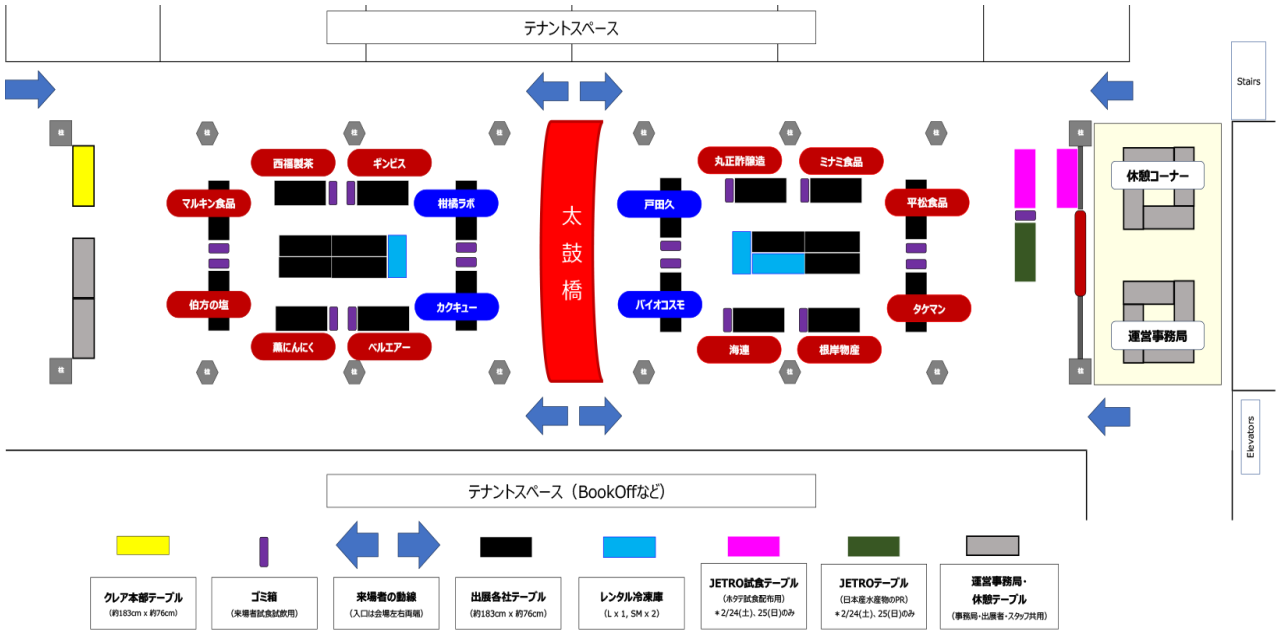 テナントスペース
Stairs
柱
柱
柱
柱
柱
柱
柱
柱
西福製茶
ギンビス
丸正酢醸造
ミナミ食品
休憩コーナー
マルキン食品
柑橘ラボ
太鼓橋
戸田久
平松食品
伯方の塩
カクキュー
バイオコスモ
タケマン
運営事務局
黒にんにく
ベルエアー
海連
根岸物産
柱
柱
柱
柱
柱
柱
柱
柱
Elevators
テナントスペース（BookOffなど）
クレア本部テーブル
(約183cm x 約76cm)
ゴミ箱
(来場者試食試飲用)
来場者の動線
(入口は会場左右両端)
出展各社テーブル
(約183cm x 約76cm)
レンタル冷凍庫
(L x 1, SM x 2)
JETRO試食テーブル
(ホタテ試食配布用)
＊2/24(土)、25(日)のみ
JETROテーブル
(日本産水産物のPR)
＊2/24(土)、25(日)のみ
運営事務局・
休憩テーブル
(事務局・出展者・スタッフ共用)